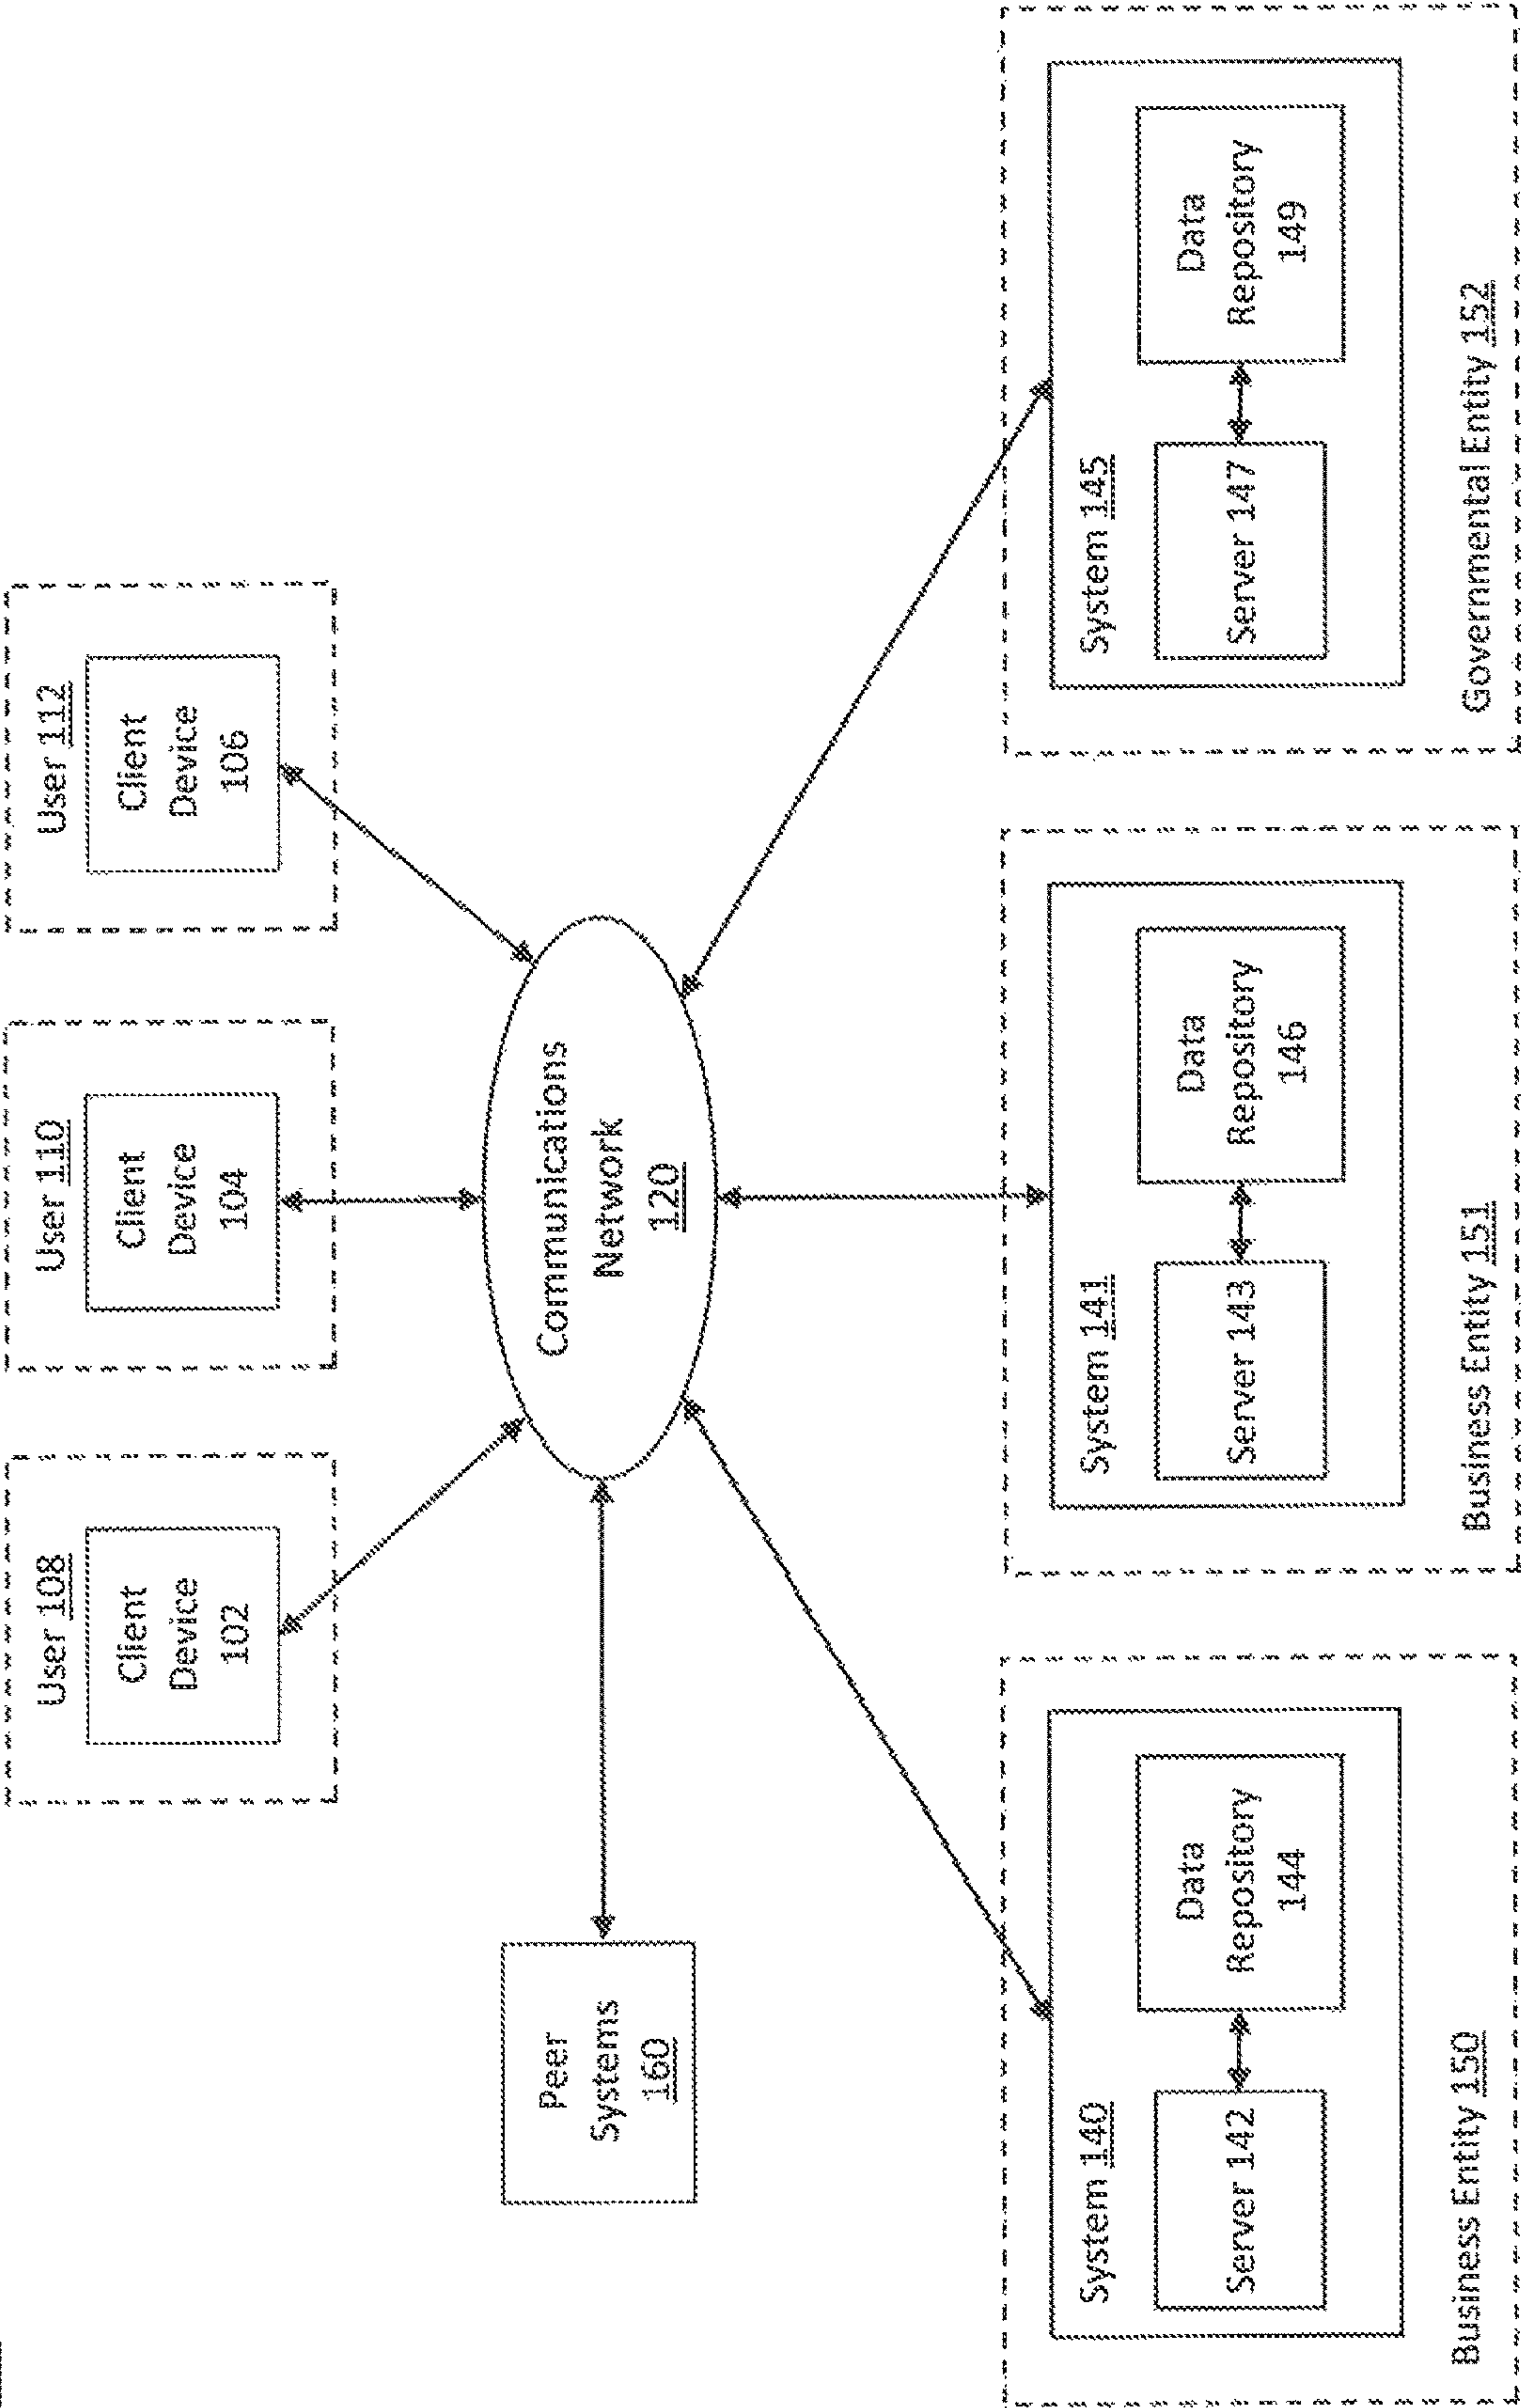 User 108
Client
Device
102
User 110
Client
Device
104
User 112
Client
Device
106
Peer
Systems
160
Communications
Network
120
System 140
Server 142
Data
Repository
144
Business Entity 150
System 141
Server 143
Data
Repository
146
Business Entity 151
System 145
Server 147
Data
Repository
149
Governmental Entity 152